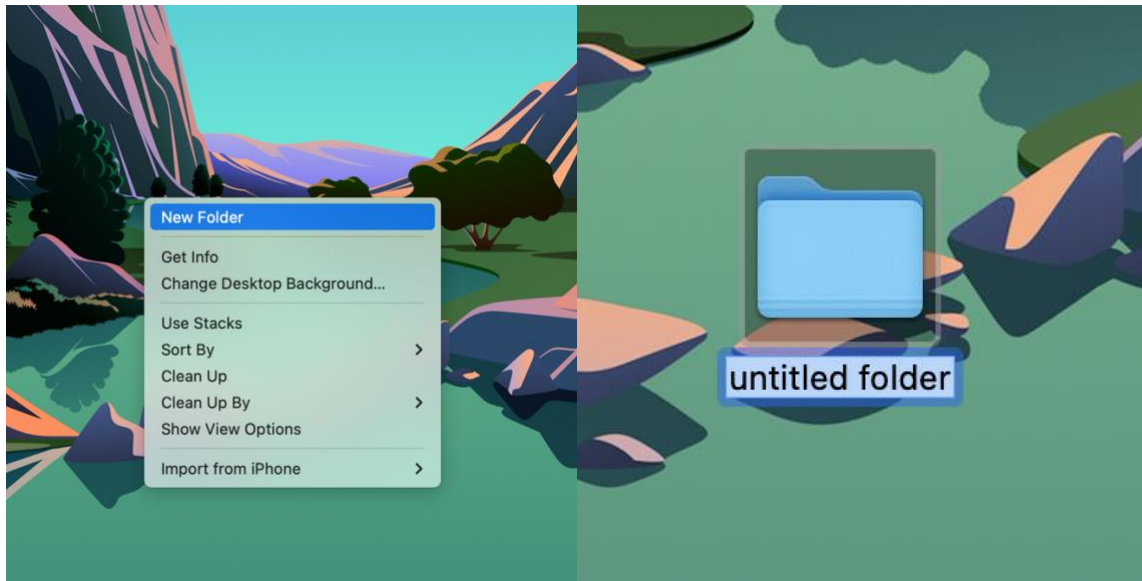 New Folder
Get Info
Change Desktop Background...
Use Stacks
Sort By
Clean Up
Clean Up By
Show View Options
Import from iPhone
untitled folder